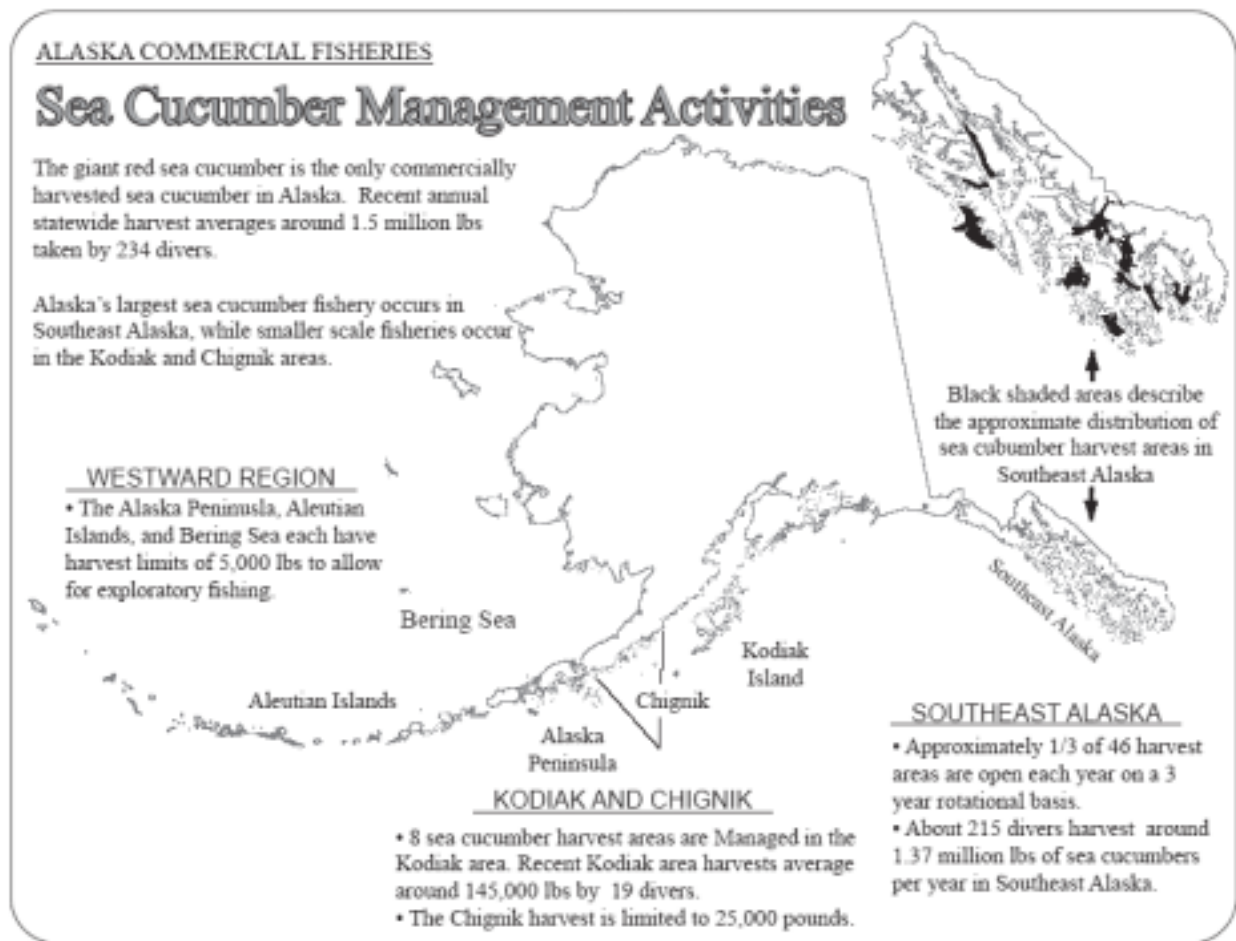 ALASKA COMMERCIAL FISHERIES
Sea Cucumber Management Activities
The giant red sea cucumber is the only commercially
harvested sea cucumber in Alaska. Recent annual
statewide harvest averages around 1.5 million lbs
taken by 234 divers.
Alaska's largest sea cucumber fishery occurs in
Southeast Alaska, while smaller scale fisheries occur
in the Kodiak and Chignik areas.
Black shaded areas describe
the approximate distribution of
sea cubumber harvest areas in
Southeast Alaska
WESTWARD REGION
• The Alaska Peninusla, Aleutian
Islands, and Bering Sea each have
harvest limits of 5,000 lbs to allow
for exploratory fishing.
Bering Sea
Southeast Alaska
Kodiak
Island
Aleutian Islands
Chignik
Alaska
Peninsula
KODIAK AND CHIGNIK
• 8 sea cucumber harvest areas are Managed in the
Kodiak area. Recent Kodiak area harvests average
around 145,000 lbs by 19 divers.
• The Chignik harvest is limited to 25,000 pounds.
SOUTHEAST ALASKA
• Approximately 1/3 of 46 harvest
areas are open each year on a 3
year rotational basis.
• About 215 divers harvest around
1.37 million lbs of sea cucumbers
per year in Southeast Alaska.